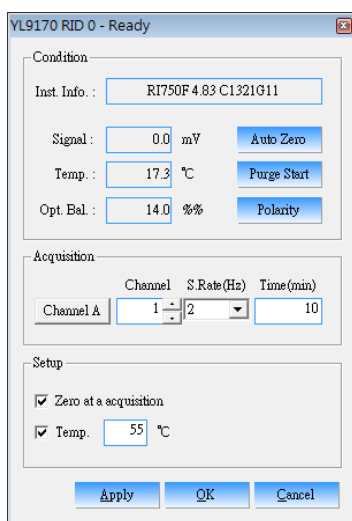 YL9170 RID 0 - Ready
Condition
Inst. Info. : RI750F 4.83 C1321G11
Signal : 0.0 mV Auto Zero
Temp. : 17.3 ℃ Purge Start
Opt. Bal. : 14.0 %% Polarity
Acquisition
Channel S.Rate(Hz) Time(min)
Channel A 1 2 10
Setup
Zero at a acquisition
Temp. 55 ℃
Apply OK Cancel